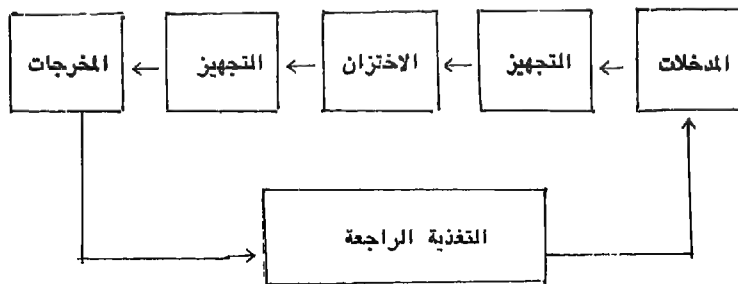 المدخلات
التجهيز
الاختزان
التجهيز
المخرجات
التغذية الراجعة